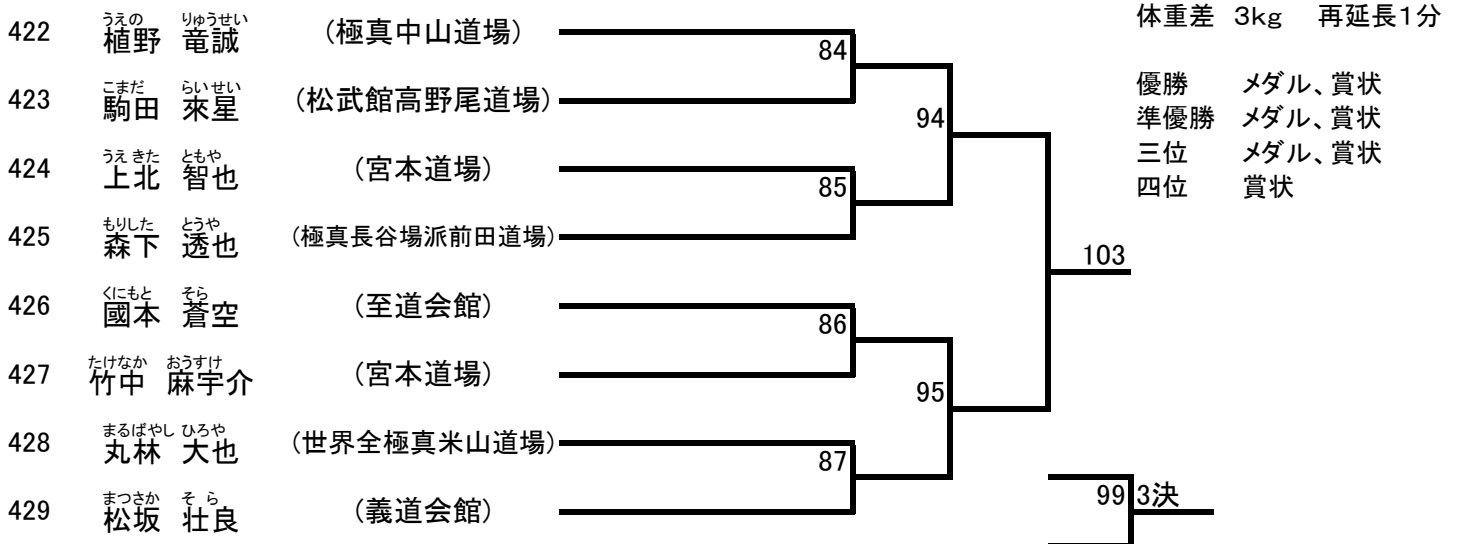 体重差 3kg 再延長1分
うえの りゅうせい
422 植野 竜誠 (極真中山道場)
84
こまだ らいせい
423 駒田 來星 (松武館高野尾道場)
優勝 メダル、賞状
準優勝 メダル、賞状
94
三位 メダル、賞状
四位 賞状
うえきた ともや
424 上北 智也 (宮本道場)
85
もりした とうや
425 森下 透也 (極真長谷場派前田道場)
103
くにもと そら
426 國本 蒼空 (至道会館)
86
たけなか おうすけ
427 竹中 麻宇介 (宮本道場)
95
まるばやし ひろや
428 丸林 大也 (世界全極真米山道場)
87
まつさか そら
429 松坂 壮良 (義道会館)
99 3決